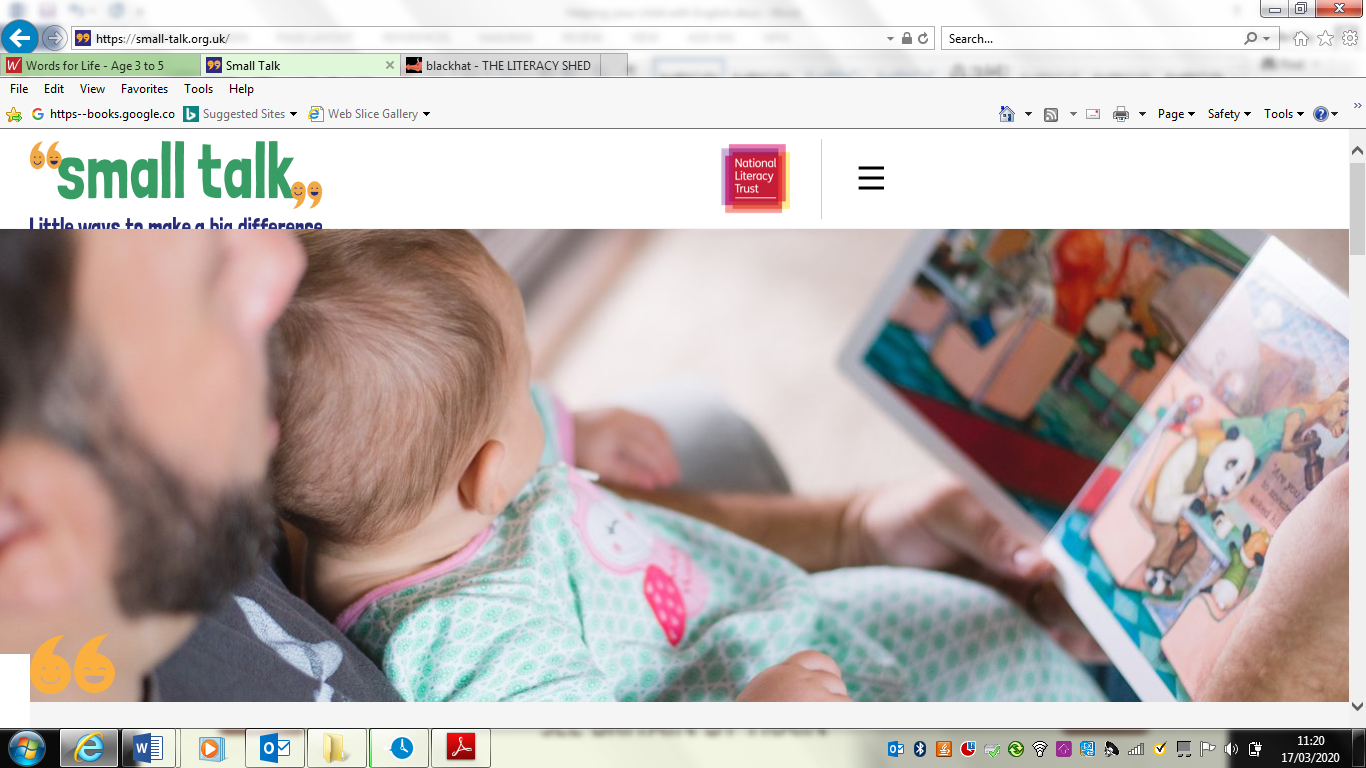 https://small-talk.org.uk/
Search...
Words for Life - Age 3 to 5
Small Talk
blackhat - THE LITERACY SHED
File Edit View Favorites Tools Help
https--books.google.co Suggested Sites Web Slice Gallery
Page Safety Tools
small talk
National
Literacy
Trust
Little ways to make a big difference
11:20
17/03/2020